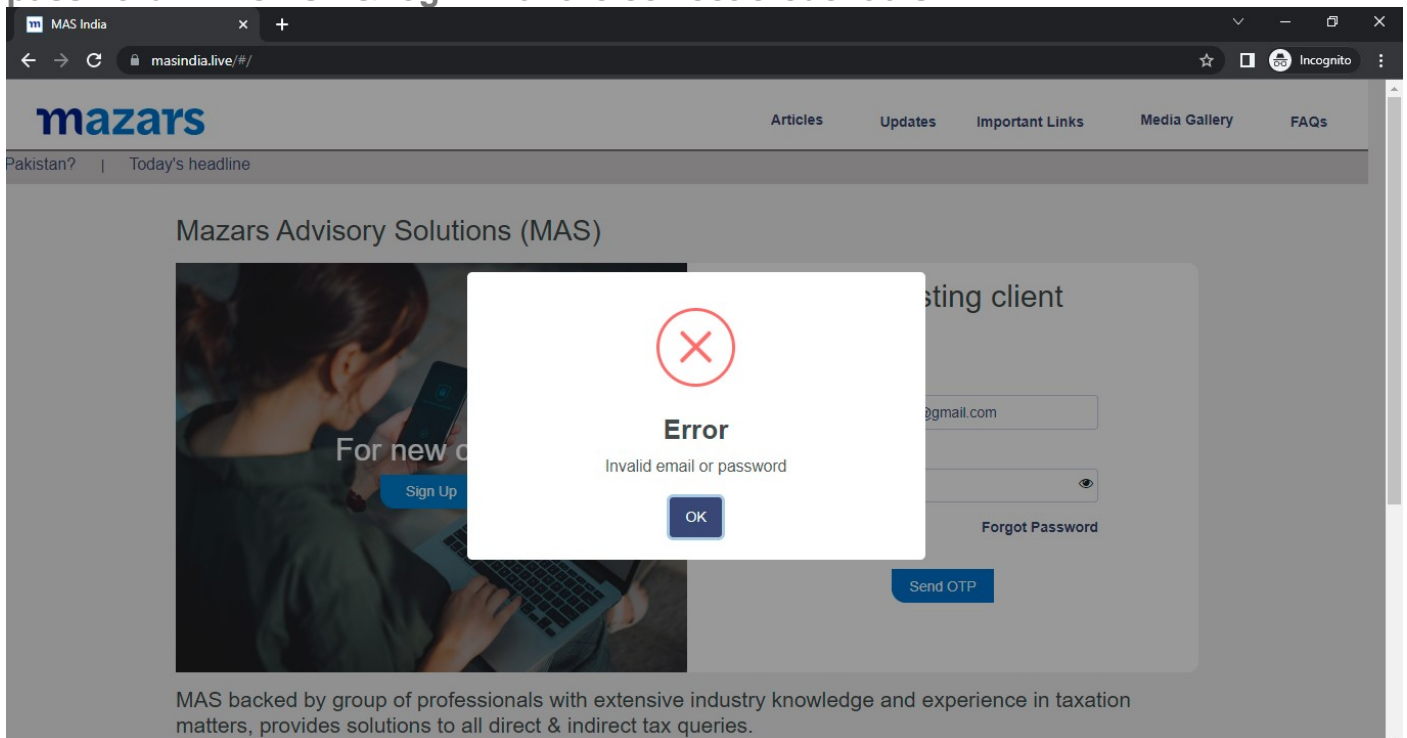 MAS India
masindia.live/#/
Incognito
mazars
Articles Updates Important Links Media Gallery FAQs
Pakistan? | Today's headline
Mazars Advisory Solutions (MAS)
sting client
@gmail.com
For new c
Error
Invalid email or password
Sign Up
OK
Forgot Password
Send OTP
MAS backed by group of professionals with extensive industry knowledge and experience in taxation
matters, provides solutions to all direct & indirect tax queries.